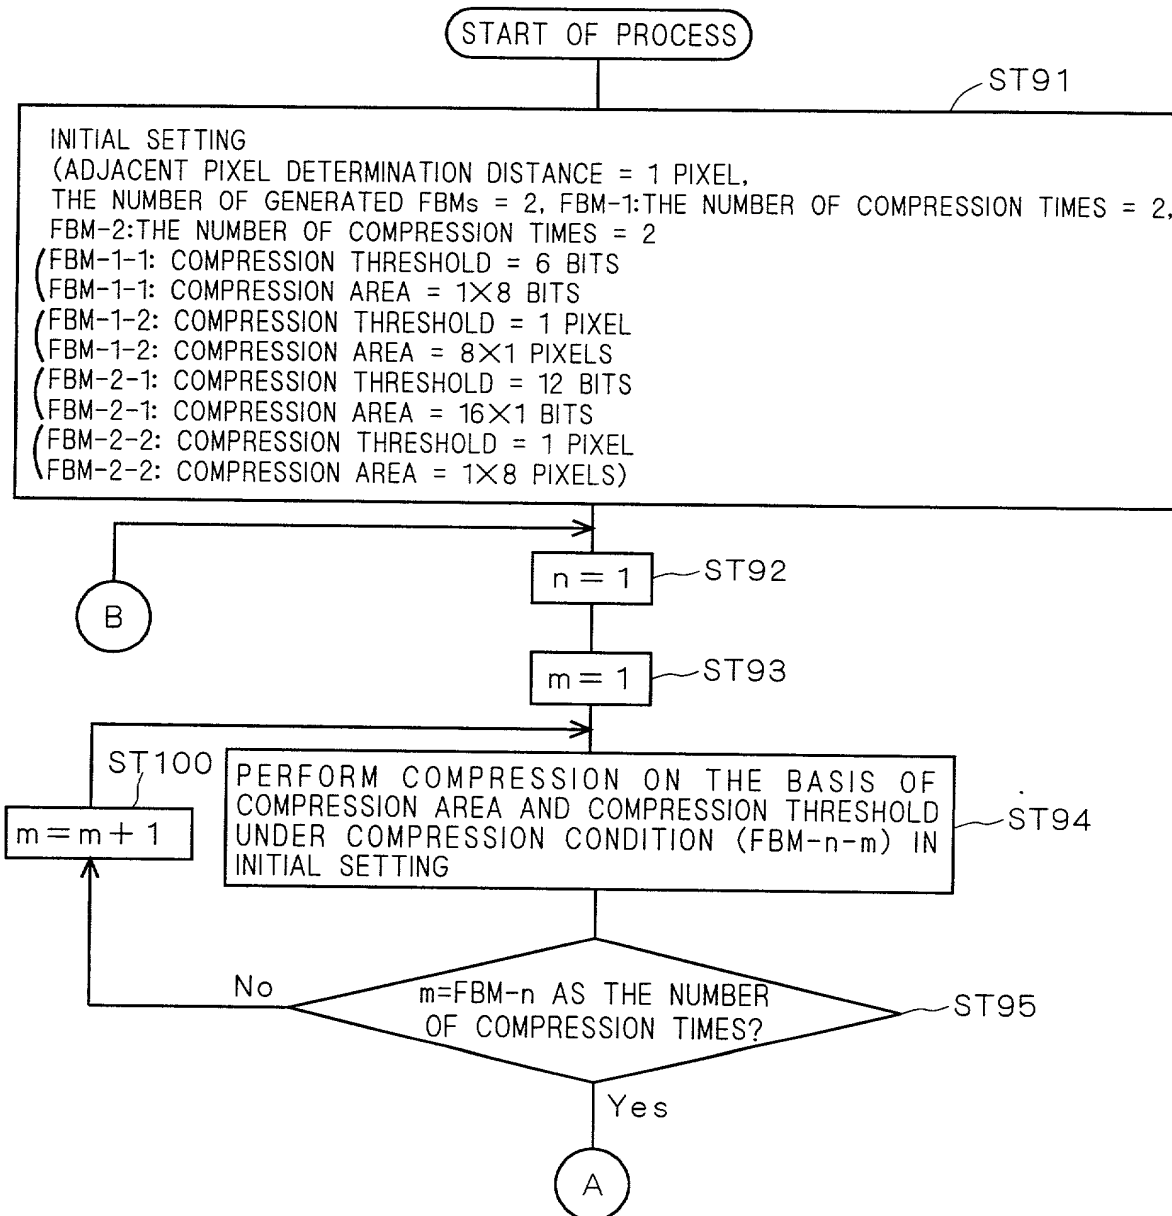 START OF PROCESS
ST91
INITIAL SETTING
(ADJACENT PIXEL DETERMINATION DISTANCE = 1 PIXEL,
THE NUMBER OF GENERATED FBMs = 2, FBM-1:THE NUMBER OF COMPRESSION TIMES = 2,
FBM-2:THE NUMBER OF COMPRESSION TIMES = 2
(FBM-1-1: COMPRESSION THRESHOLD = 6 BITS
FBM-1-1: COMPRESSION AREA = 1×8 BITS
(FBM-1-2: COMPRESSION THRESHOLD = 1 PIXEL
FBM-1-2: COMPRESSION AREA = 8×1 PIXELS
(FBM-2-1: COMPRESSION THRESHOLD = 12 BITS
FBM-2-1: COMPRESSION AREA = 16×1 BITS
(FBM-2-2: COMPRESSION THRESHOLD = 1 PIXEL
FBM-2-2: COMPRESSION AREA = 1×8 PIXELS)
B
n = 1
ST92
m = 1
ST93
ST100
m = m + 1
PERFORM COMPRESSION ON THE BASIS OF
COMPRESSION AREA AND COMPRESSION THRESHOLD
UNDER COMPRESSION CONDITION (FBM-n-m) IN
INITIAL SETTING
ST94
No
m=FBM-n AS THE NUMBER
OF COMPRESSION TIMES?
ST95
Yes
A